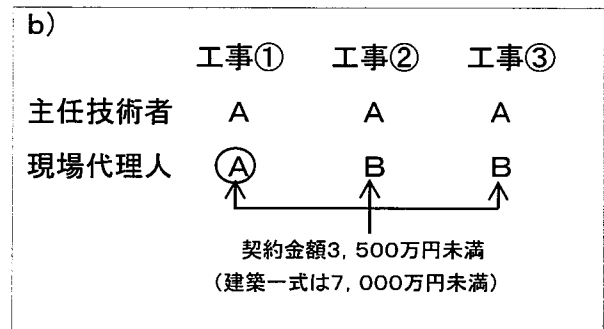 b)
工事① 工事② 工事③
主任技術者 A A A
現場代理人 A B B
契約金額3,500万円未満
(建築一式は7,000万円未満)